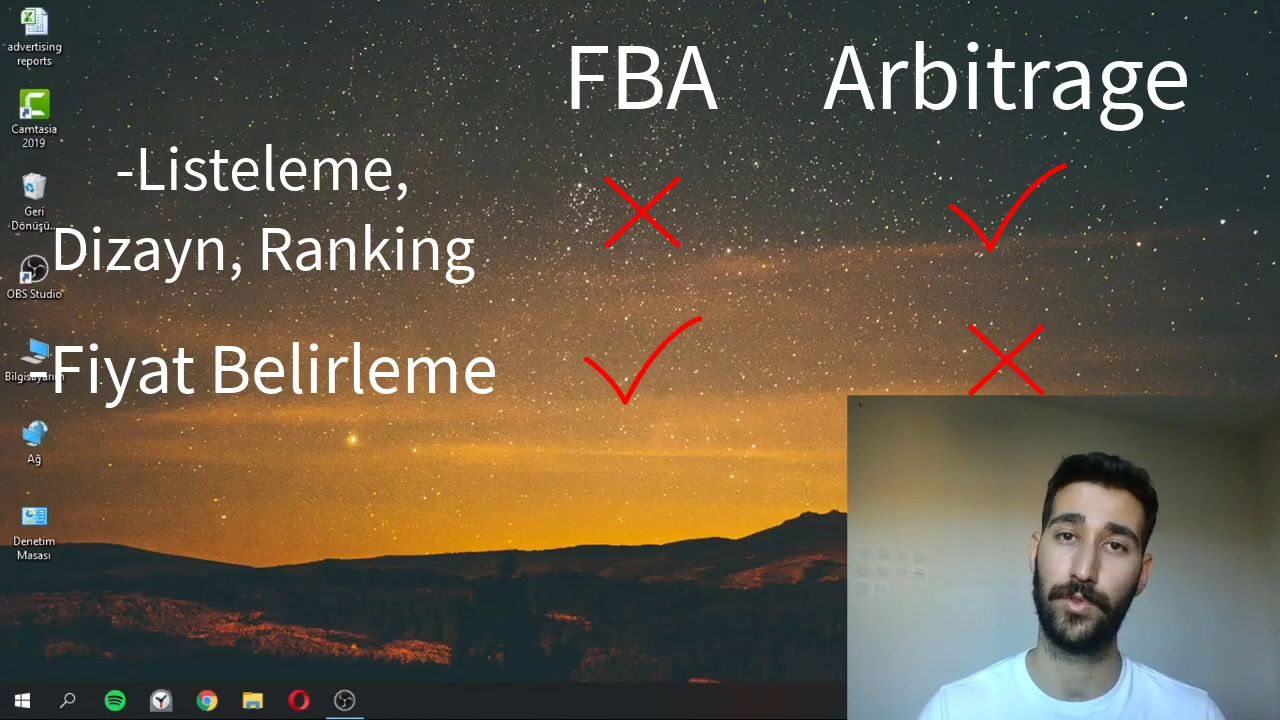 FBA Arbitrage
-Listeleme,
Dizayn, Ranking
-Fiyat Belirleme
advertising
reports
Camtasia
2019
Geri
Dönüşü...
OBS Studio
Bilgisayarım
Ağ
Denetim
Masası